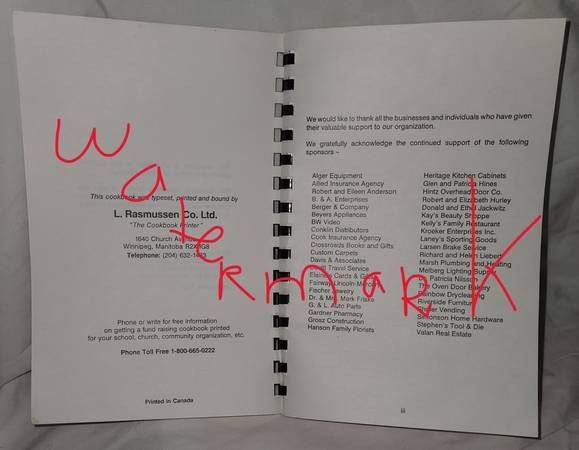 This cookbook was typeset, printed and bound by
L. Rasmussen Co. Ltd.
"The Cookbook Printer"
1640 Church Avenue
Winnipeg, Manitoba R2X 1G8
Telephone: (204) 632-
Phone or write for free information
on getting a fund raising cookbook printed
for your school, church, community organization, etc.
Phone Toll Free 1-800-665-0222
Printed in Canada
We would like to thank all the businesses and individuals who have given
their valuable support to our organization.
We gratefully acknowledge the continued support of the following
sponsors –
Alger Equipment
Allied Insurance Agency
Robert and Eileen Anderson
B. & A. Enterprises
Berger & Company
Beyers Appliances
BW Video
Conklin Distributors
Cook Insurance Agency
Crossroads Books and Gifts
Custom Carpets
Davis & Associates
Travel Service
Elaine's Cards & Gifts
Fairway Lincoln-Mercury
Fischer Jewelry
Dr. & Mrs. Mark Friske
G. & L. Auto Parts
Gardner Pharmacy
Grosz Construction
Hanson Family Florists
Heritage Kitchen Cabinets
Glen and Patricia Hines
Hintz Overhead Door Co.
Robert and Elizabeth Hurley
Donald and Ethel Jackwitz
Kay's Beauty Shoppe
Kelly's Family Restaurant
Kroeker Enterprises Inc.
Laney's Sporting Goods
Larsen Brake Service
Richard and Helen Liebert
Marsh Plumbing and Heating
Melberg Lighting Supply
Dr. Patricia Nilsson
The Oven Door Bakery
Rainbow Drycleaning
Riverside Furniture
Vending
Simonson Home Hardware
Stephen's Tool & Die
Valan Real Estate
iii
Watermark